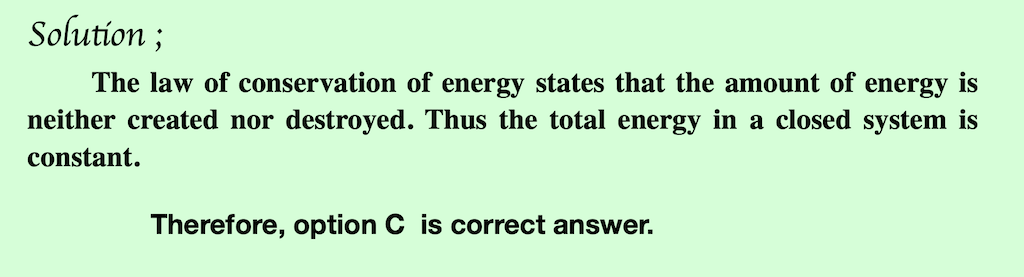 Solution ;
The law of conservation of energy states that the amount of energy is
neither created nor destroyed. Thus the total energy in a closed system is
constant.
Therefore, option C is correct answer.